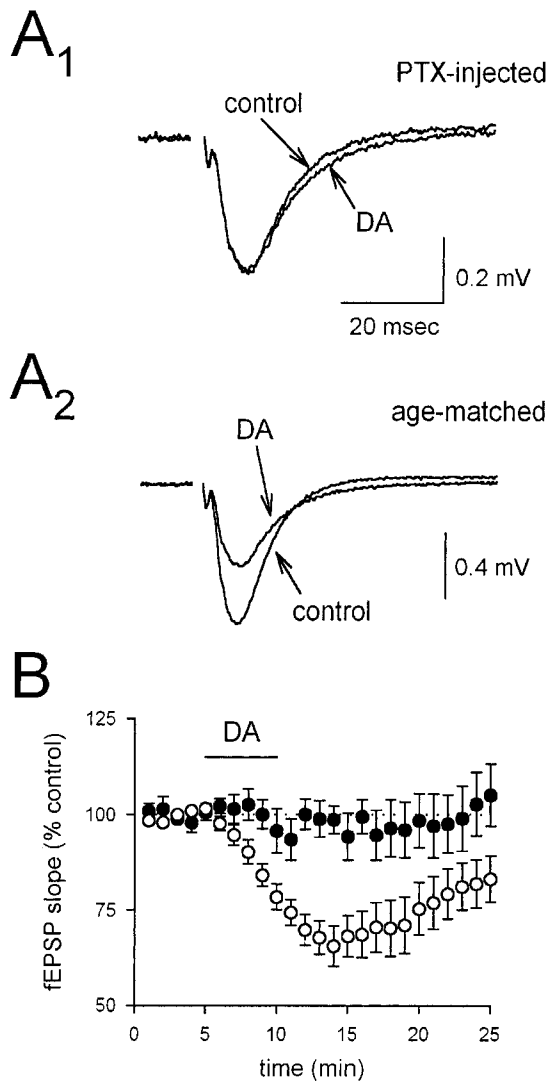 A1
PTX-injected
control
DA
0.2 mV
20 msec
A2
age-matched
DA
control
0.4 mV
B
DA
125
100
75
50
fEPSP slope (% control)
0 5 10 15 20 25
time (min)